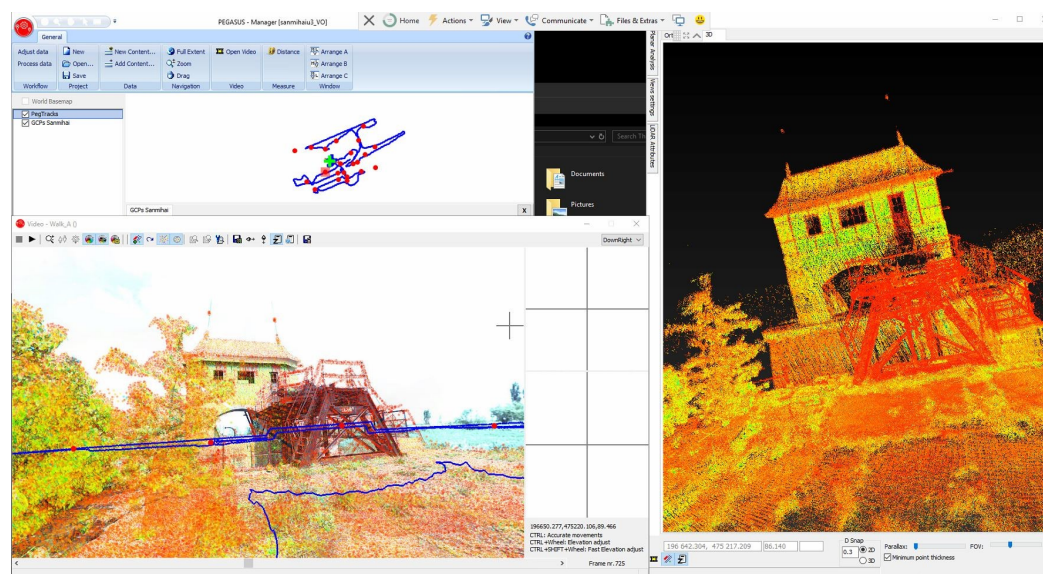 PEGASUS - Manager [sanmihaiu3_VO]
Home Actions View Communicate Files & Extras
General
Adjust data
Process data
Workflow
New
Open...
Save
Project
New Content...
Add Content...
Data
Full Extent
Zoom
Drag
Navigation
Open Video
Video
Distance
Measure
Arrange A
Arrange B
Arrange C
Window
World Basemap
PegTracks
GCPs Sanmihai
GCPs Sanmihai
X
Search Th
Documents
Pictures
Video - Walk_A ()
DownRight
196650.277,475220.106,89.466
CTRL: Accurate movements
CTRL+Wheel: Elevation adjust
CTRL+SHIFT+Wheel: Fast Elevation adjust
Frame nr. 725
3D
Planar Analysis
Views settings
LiDAR Attributes
196 642.304, 475 217.209
86.140
D Snap
0.3
2D
3D
Parallax:
FOV:
Minimum point thickness